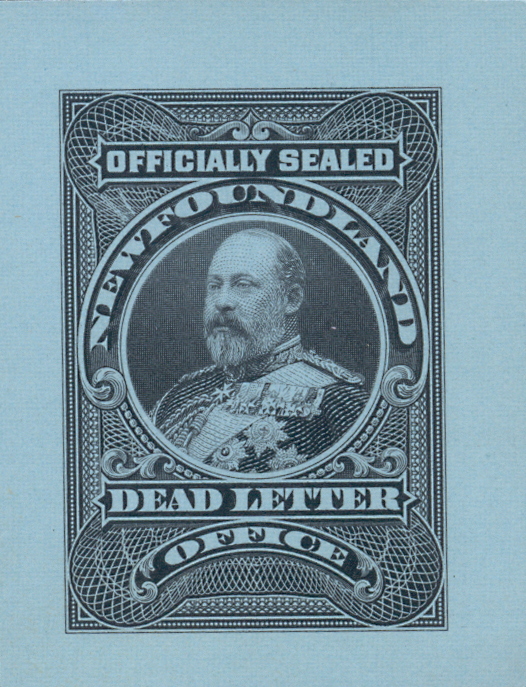 OFFICIALLY SEALED
NEWFOUNDLAND
DEAD LETTER
OFFICE